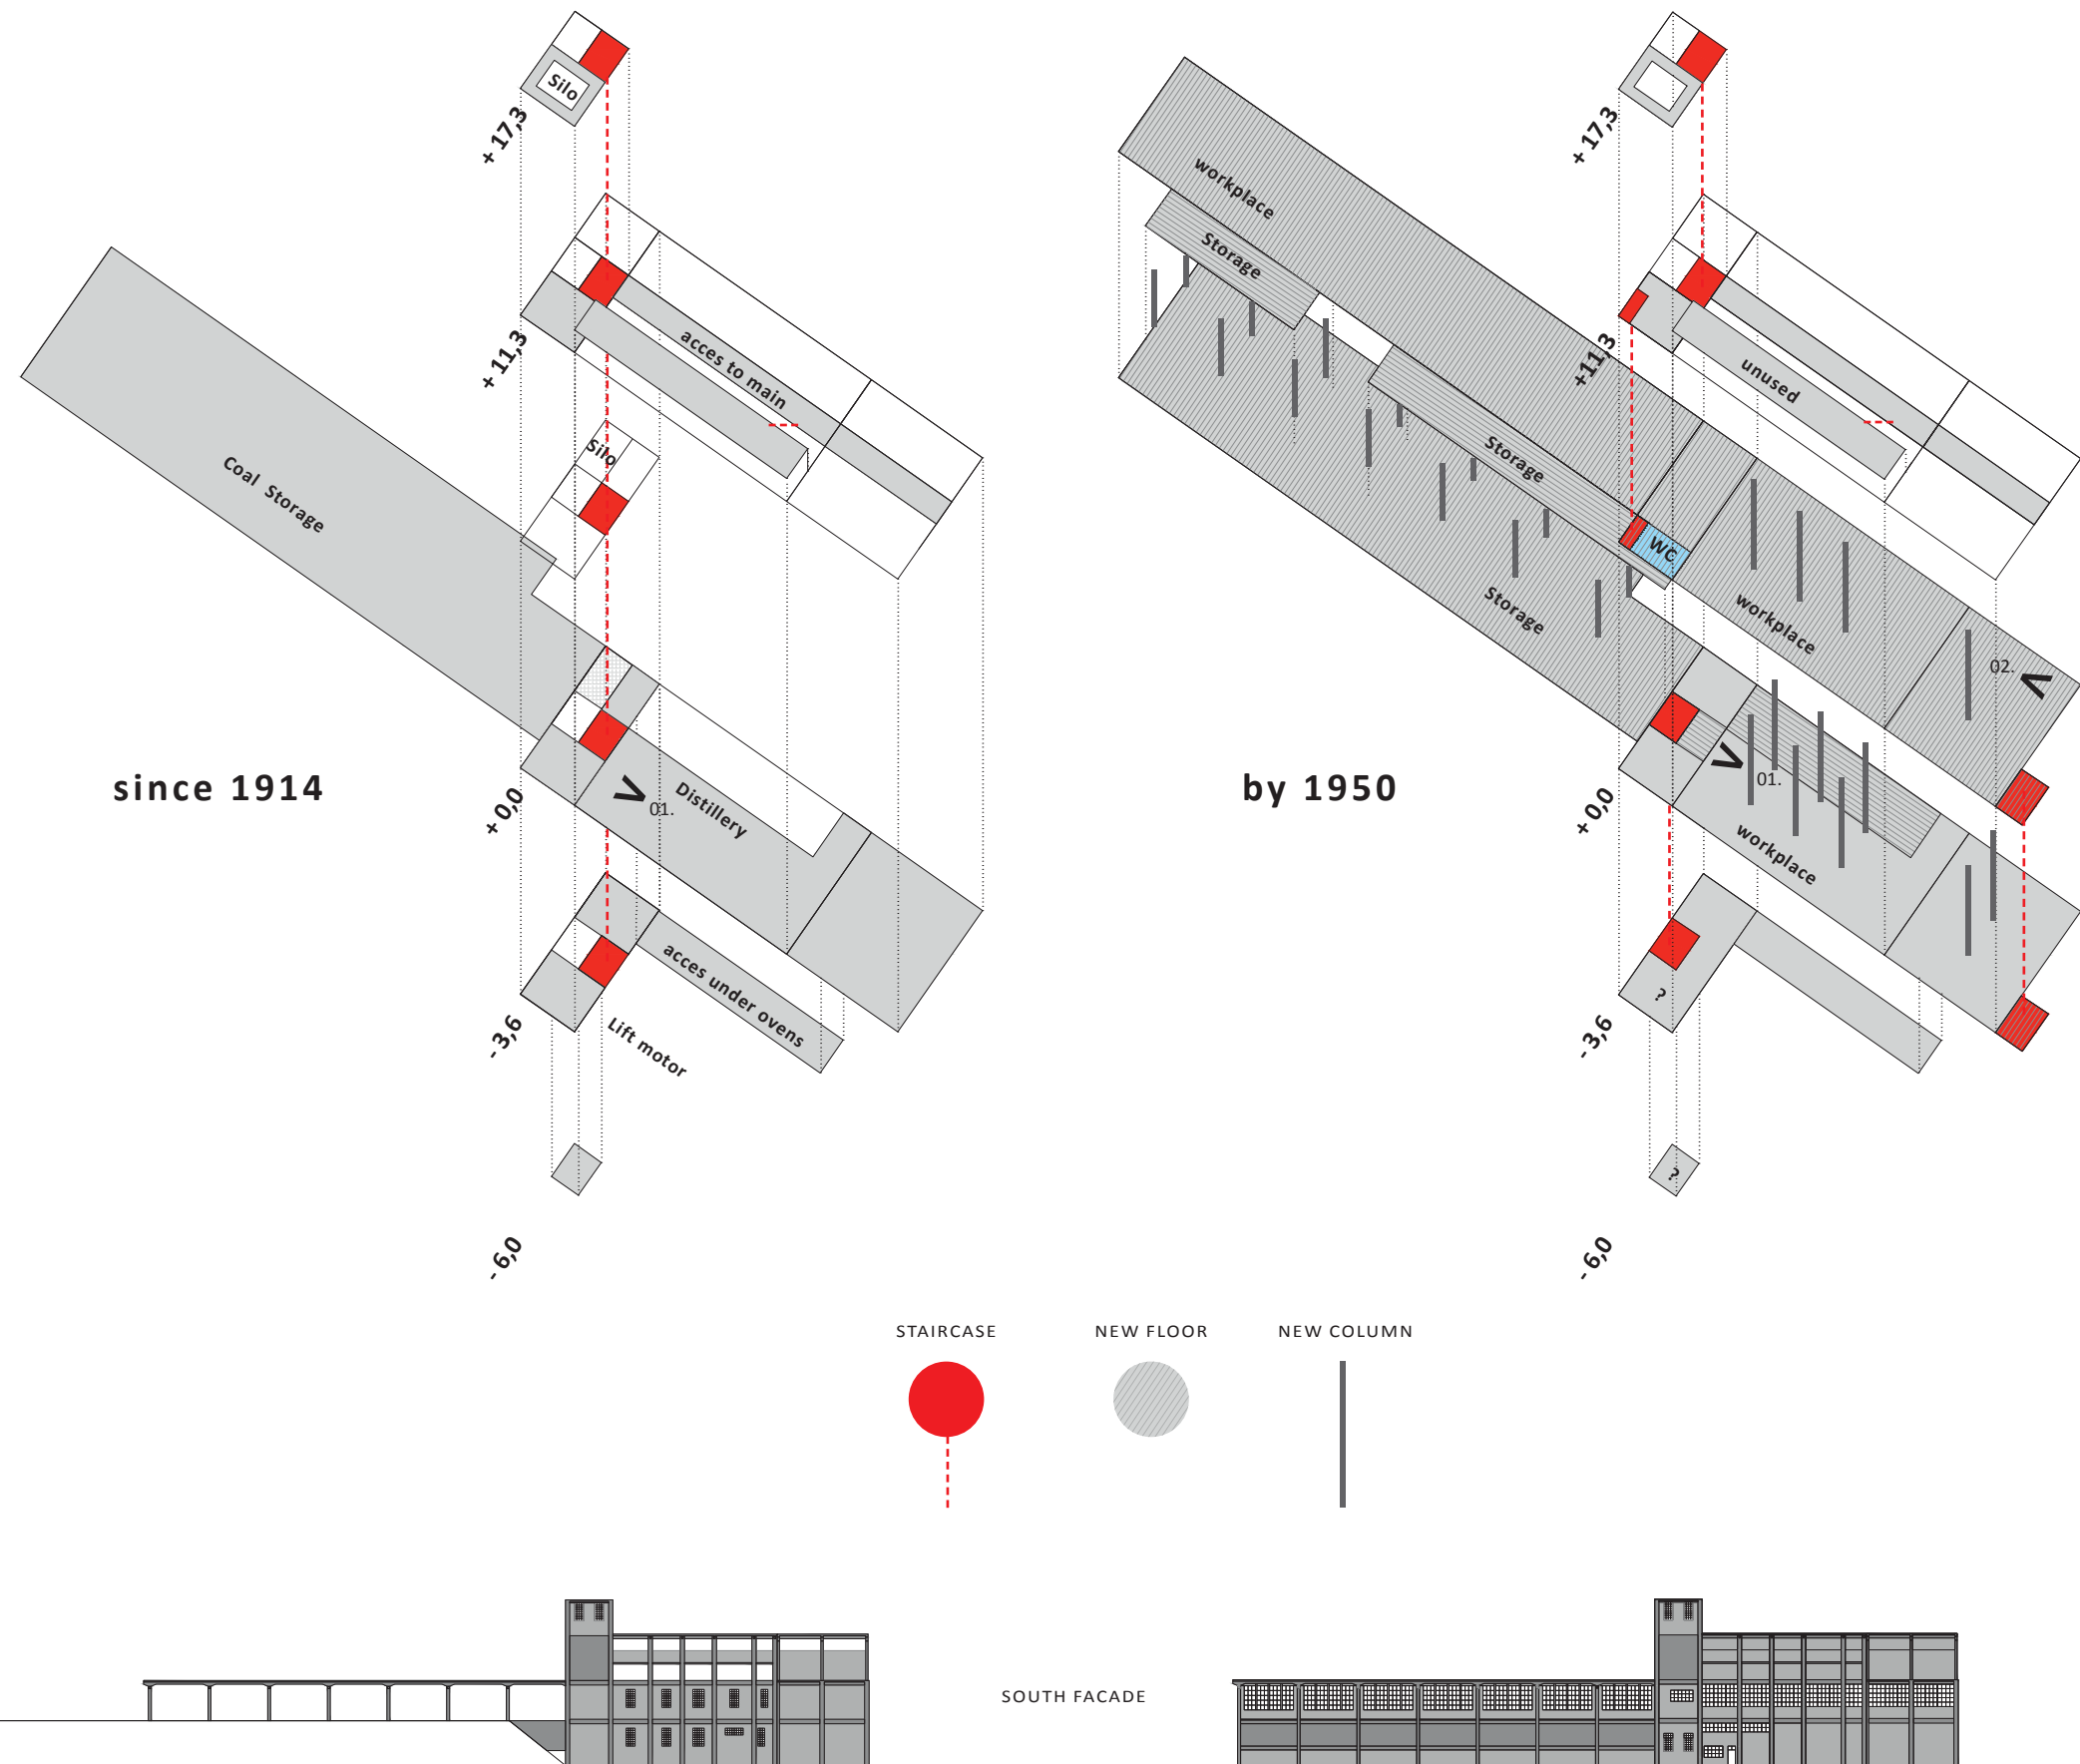 Silo
+ 17,3
acces to main
+ 11,3
Silo
Coal Storage
since 1914
01.
Distillery
+ 0,0
acces under ovens
- 3,6
Lift motor
- 6,0
+ 17,3
workplace
Storage
+11,3
unused
Storage
WC
Storage
workplace
02.
by 1950
01.
+ 0,0
workplace
?
- 3,6
?
- 6,0
STAIRCASE
NEW FLOOR
NEW COLUMN
SOUTH FACADE